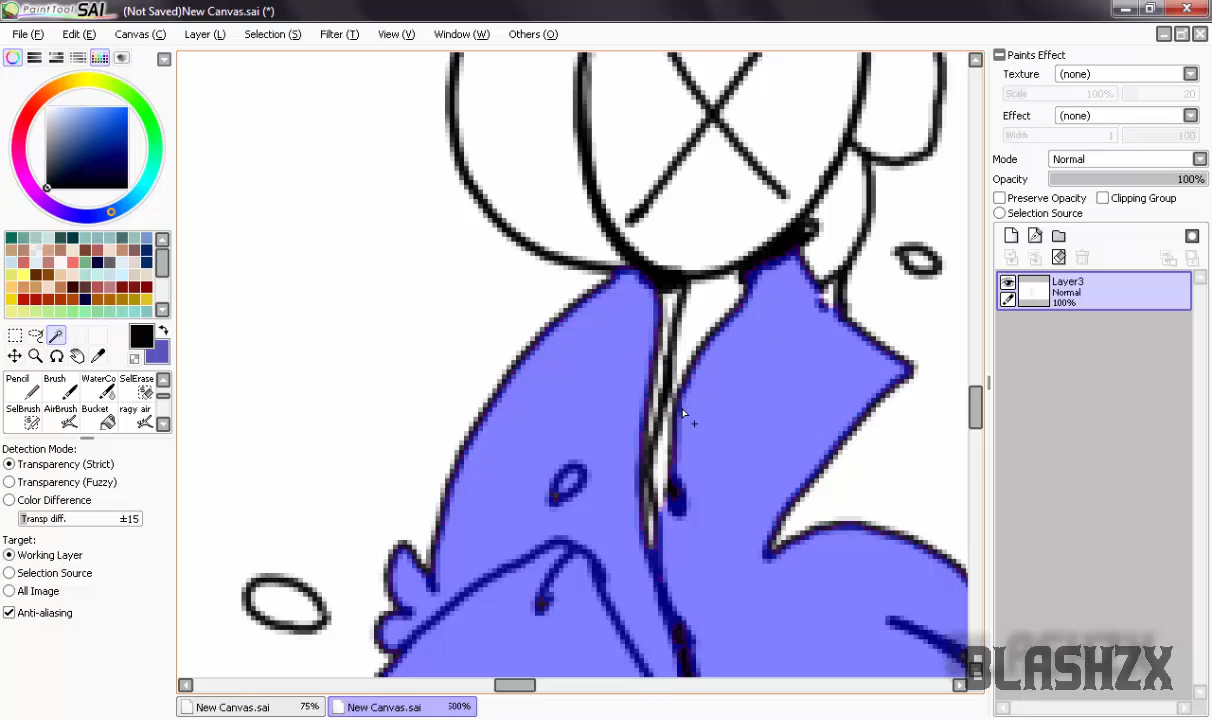 PaintTool SAI (Not Saved)New Canvas.sai (*)
File (F) Edit (E) Canvas (C) Layer (L) Selection (S) Filter (T) View (V) Window (W) Others (O)
Paints Effect
Texture (none)
Scale 100% 20
Effect (none)
Width 1 100
Mode Normal
Opacity 100%
Preserve Opacity Clipping Group
Selection Source
Layer3
Normal
100%
Pencil Brush WaterCo SelErase
SelBrush AirBrush Bucket ragy air
Detection Mode:
Transparency (Strict)
Transparency (Fuzzy)
Color Difference
Transp diff. ±15
Target:
Working Layer
Selection Source
All Image
Anti-aliasing
BLASHZX
New Canvas.sai 75% New Canvas.sai 500%